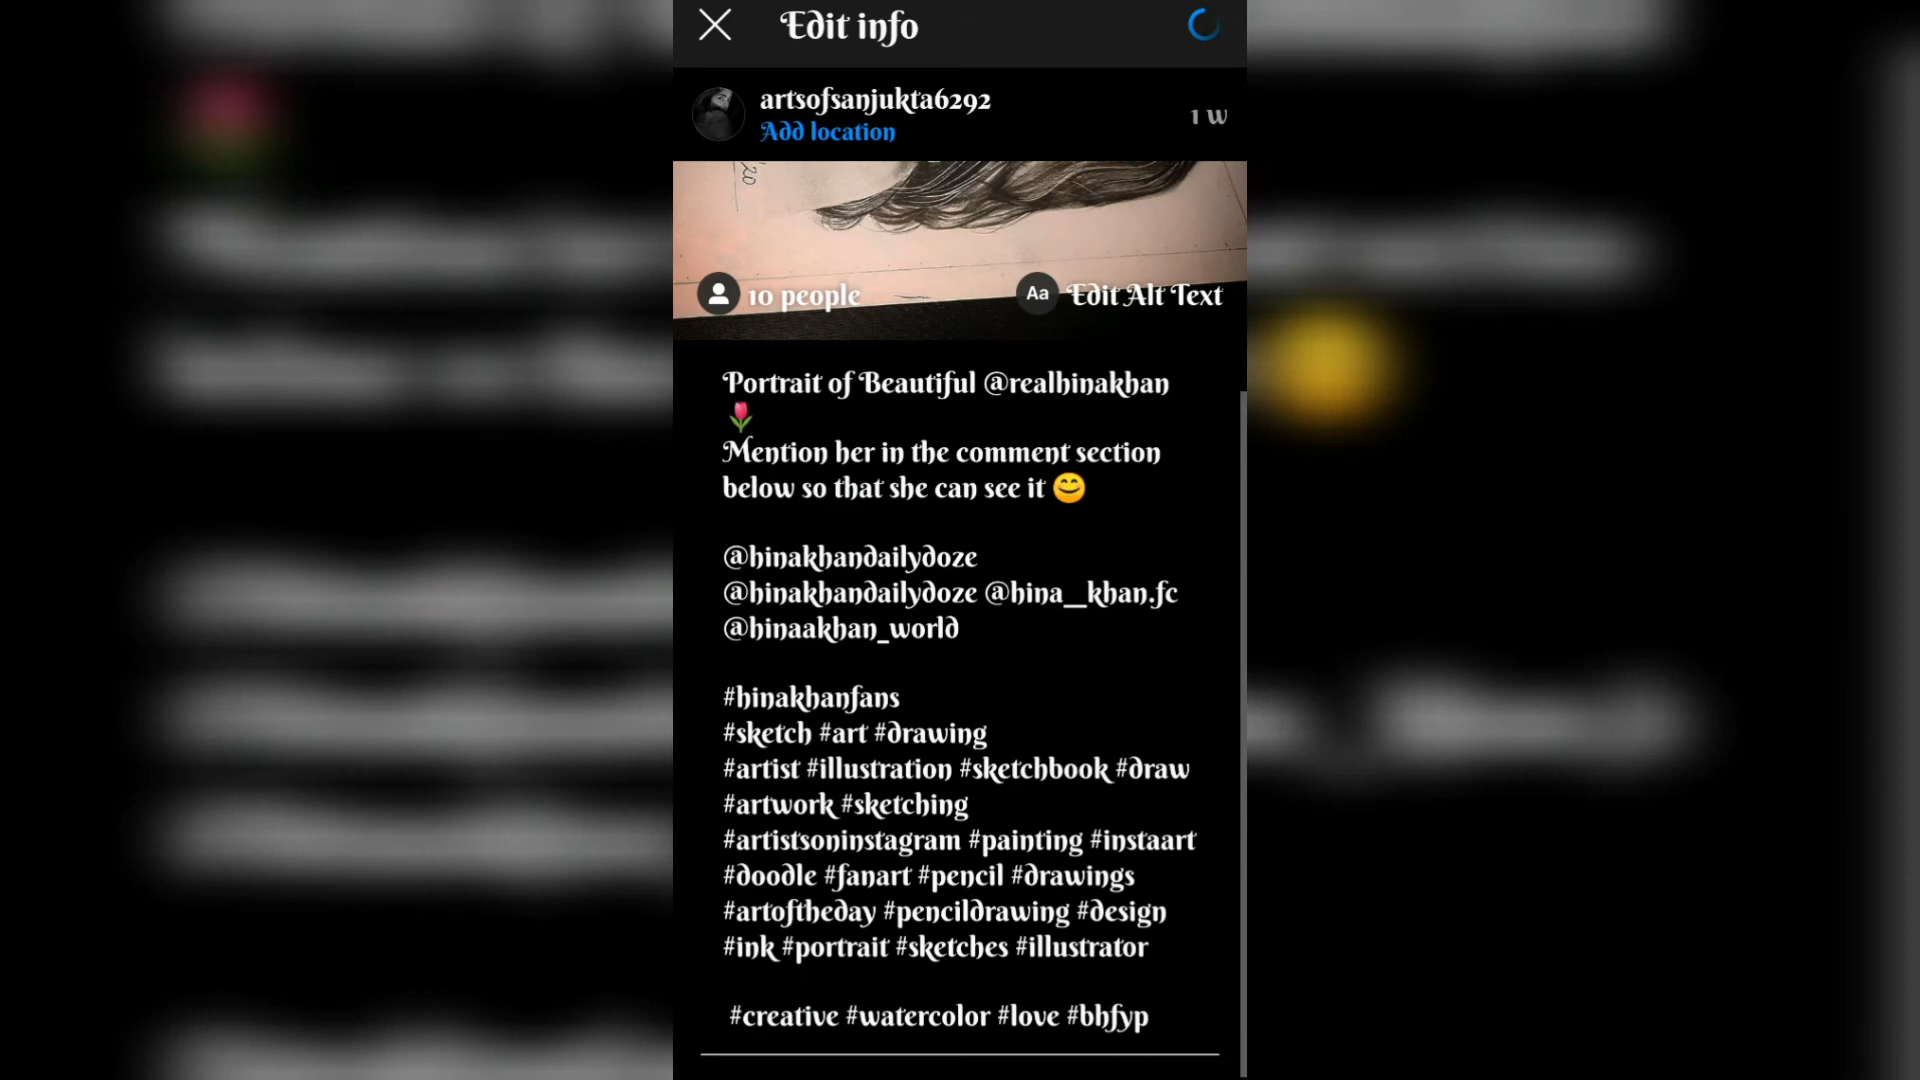 Edit info
artsofsanjukta6292
Add location
1 w
'20
10 people
Aa
Edit Alt Text
Portrait of Beautiful @realhinakhan
🌷
Mention her in the comment section
below so that she can see it 😊
@hinakhandailydoze
@hinakhandailydoze @hina__khan.fc
@hinaakhan_world
#hinakhanfans
#sketch #art #drawing
#artist #illustration #sketchbook #draw
#artwork #sketching
#artistsoninstagram #painting #instaart
#doodle #fanart #pencil #drawings
#artoftheday #pencildrawing #design
#ink #portrait #sketches #illustrator
#creative #watercolor #love #bhfyp